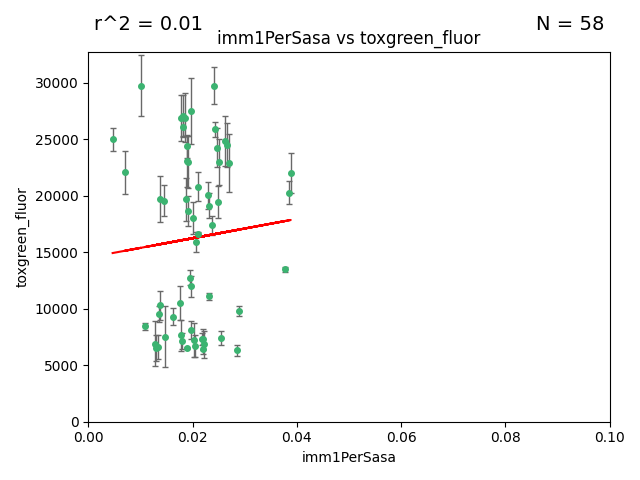 r^2 = 0.01
N = 58
imm1PerSasa vs toxgreen_fluor
30000
25000
20000
15000
10000
5000
0
toxgreen_fluor
0.00
0.02
0.04
0.06
0.08
0.10
imm1PerSasa